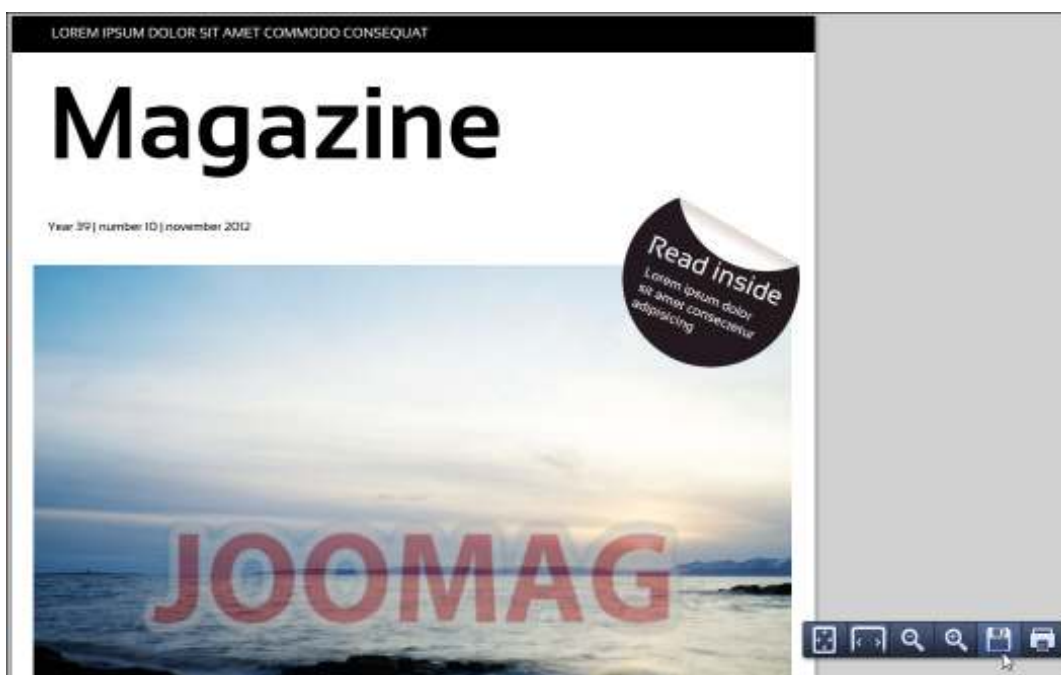 LOREM IPSUM DOLOR SIT AMET COMMODO CONSEQUAT
Magazine
Year 39 | number 10 | november 2012
Read inside
Lorem ipsum dolor
sit amet consectetur
adipisicing
JOOMAG